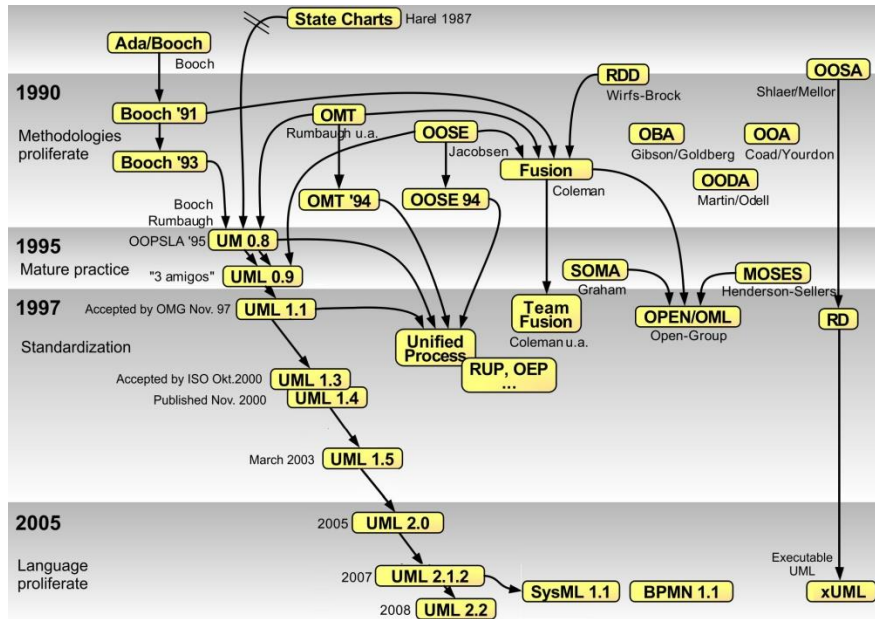 State Charts
Harel 1987
Ada/Booch
Booch
RDD
Wirfs-Brock
OOSA
Shlaer/Mellor
1990
Methodologies
proliferate
Booch '91
OMT
Rumbaugh u.a.
OOSE
Jacobsen
OBA
Gibson/Goldberg
OOA
Coad/Yourdon
Booch '93
Fusion
Coleman
OODA
Martin/Odell
OMT '94
OOSE 94
Booch
Rumbaugh
OOPSLA '95
UM 0.8
1995
Mature practice
"3 amigos"
UML 0.9
SOMA
Graham
MOSES
Henderson-Sellers
1997
Accepted by OMG Nov. 97
UML 1.1
Team
Fusion
Coleman u.a.
OPEN/OML
Open-Group
RD
Standardization
Unified
Process
RUP, OEP
...
Accepted by ISO Okt.2000
UML 1.3
Published Nov. 2000
UML 1.4
March 2003
UML 1.5
2005
2005
UML 2.0
Language
proliferate
Executable
UML
2007
UML 2.1.2
SysML 1.1
BPMN 1.1
xUML
2008
UML 2.2